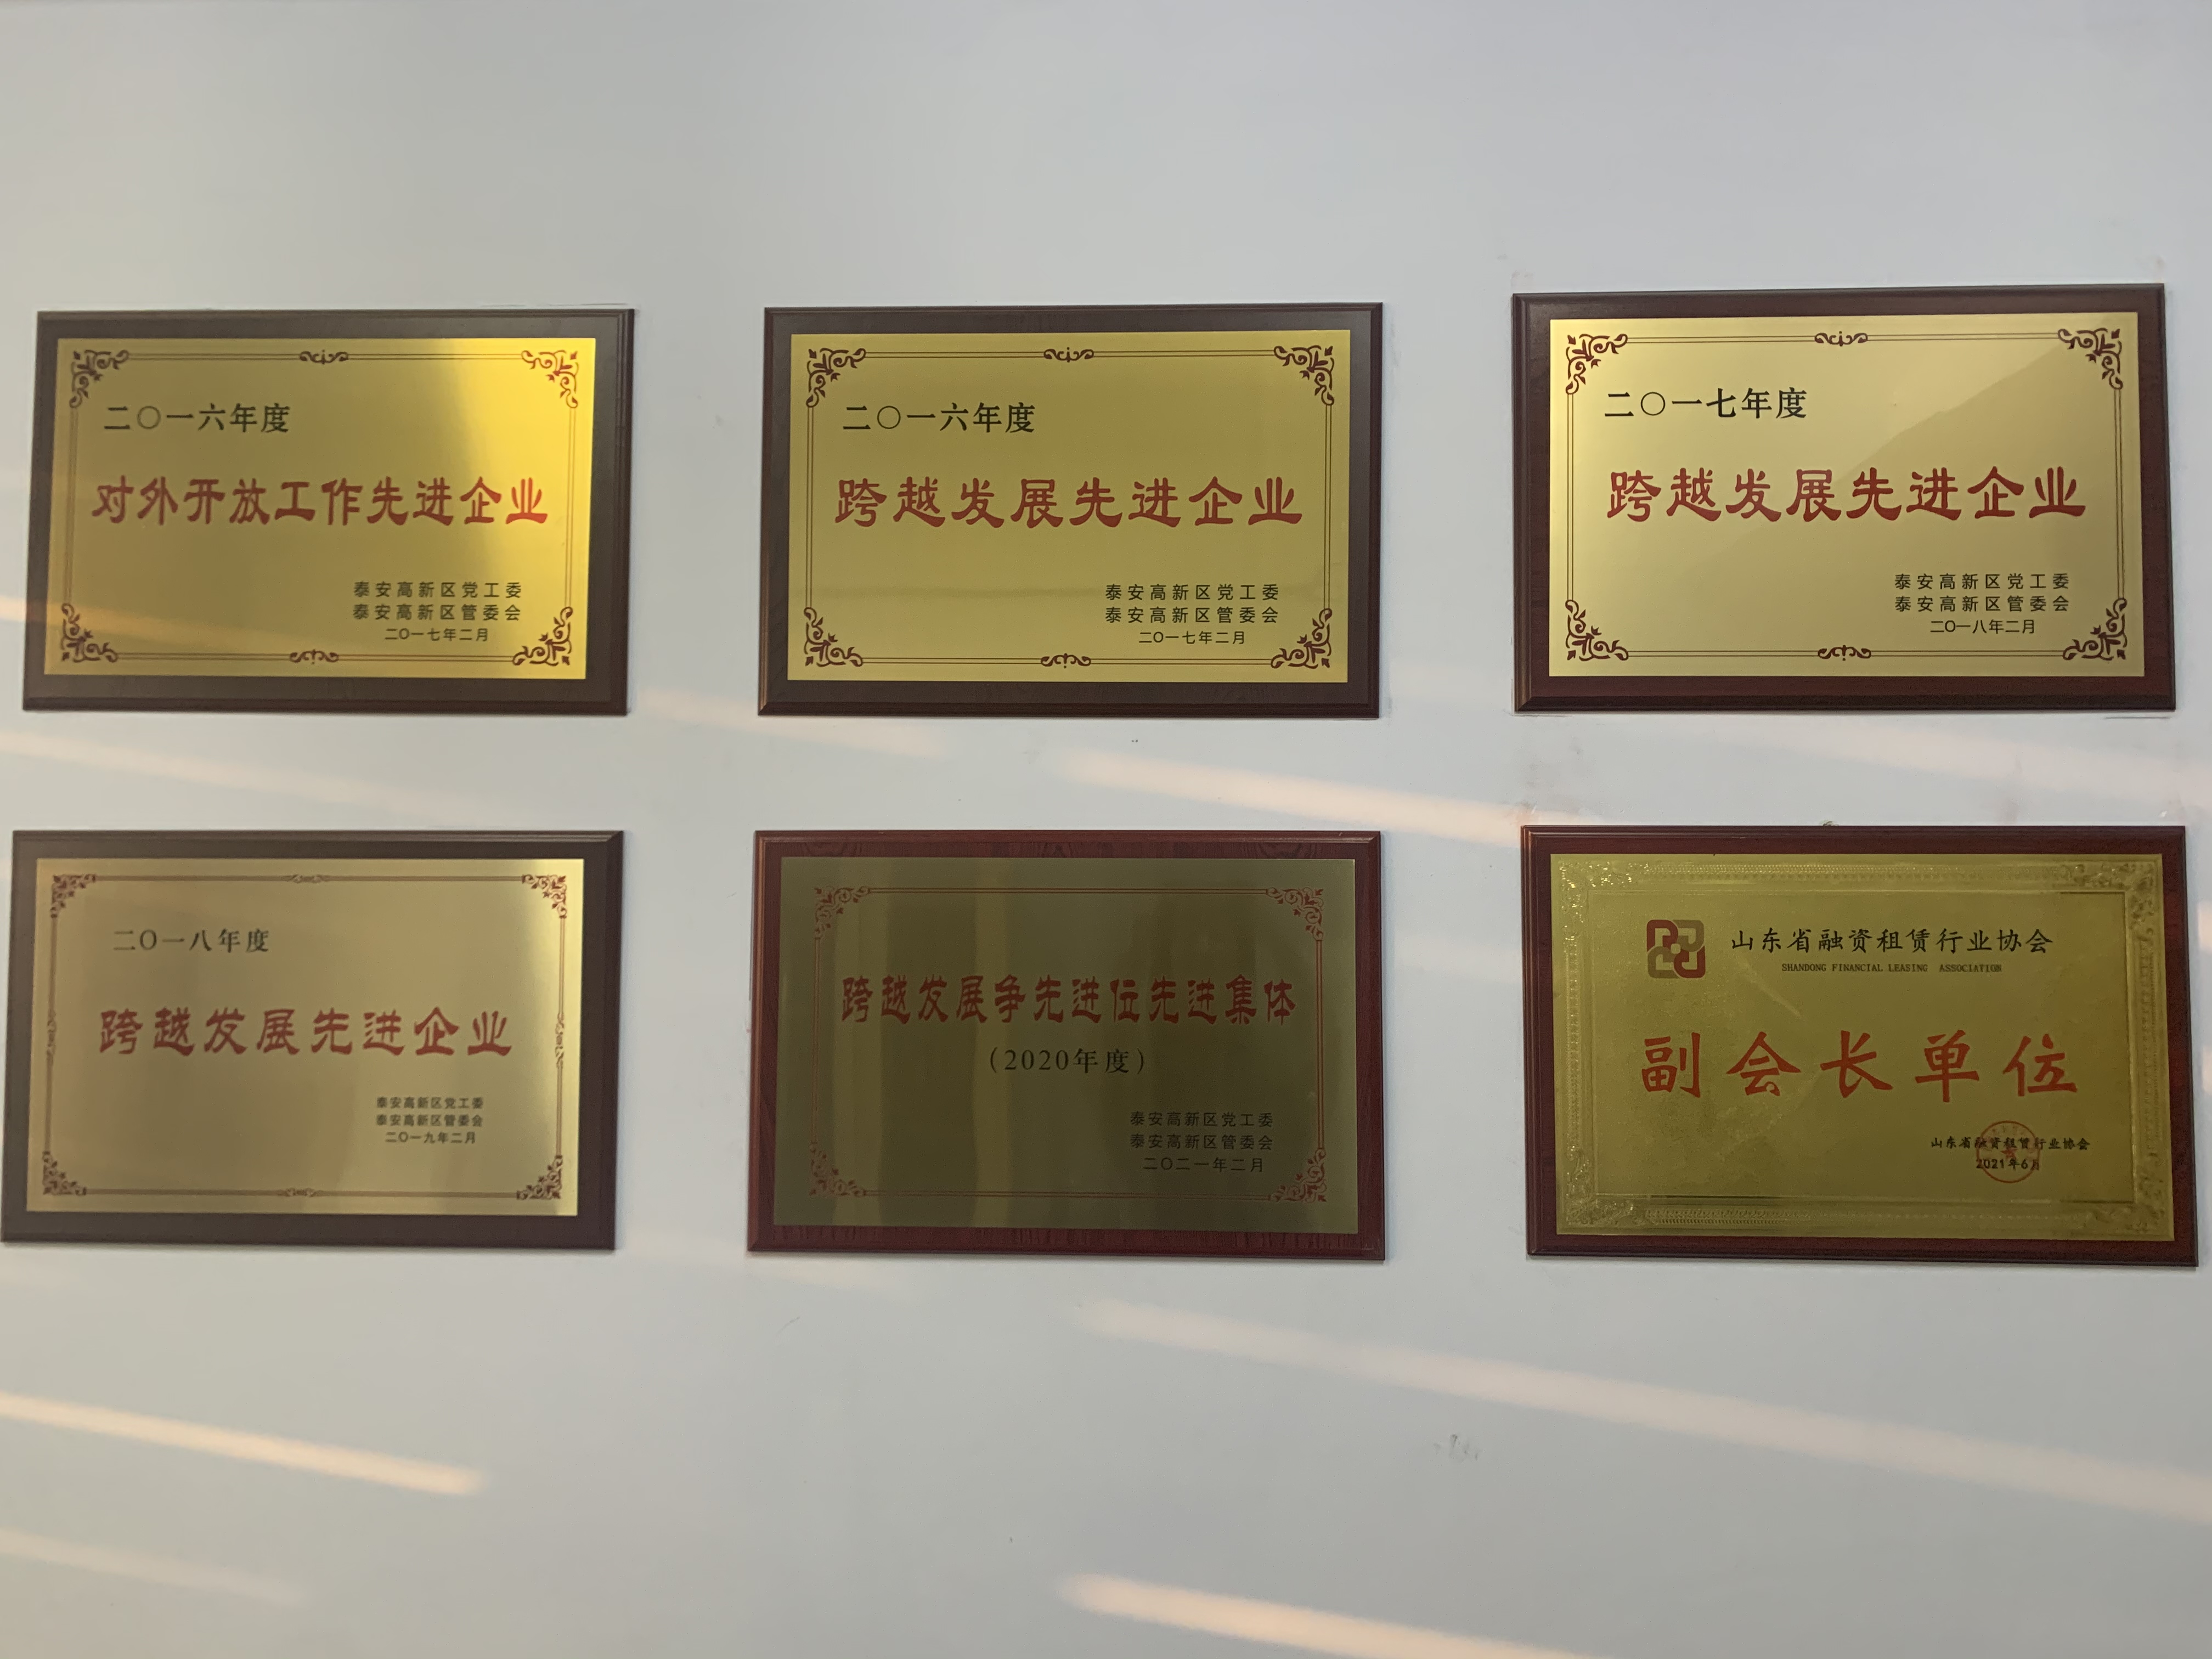 二〇一六年度
对外开放工作先进企业
泰安高新区党工委
泰安高新区管委会
二〇一七年二月
二〇一六年度
跨越发展先进企业
泰安高新区党工委
泰安高新区管委会
二〇一七年二月
二〇一七年度
跨越发展先进企业
泰安高新区党工委
泰安高新区管委会
二〇一八年二月
二〇一八年度
跨越发展先进企业
泰安高新区党工委
泰安高新区管委会
二〇一九年二月
跨越发展争先进位先进集体
（2020年度）
泰安高新区党工委
泰安高新区管委会
二〇二一年二月
山东省融资租赁行业协会
SHANDONG FINANCIAL LEASING ASSOCIATION
副会长单位
山东省融资租赁行业协会
2021年6月